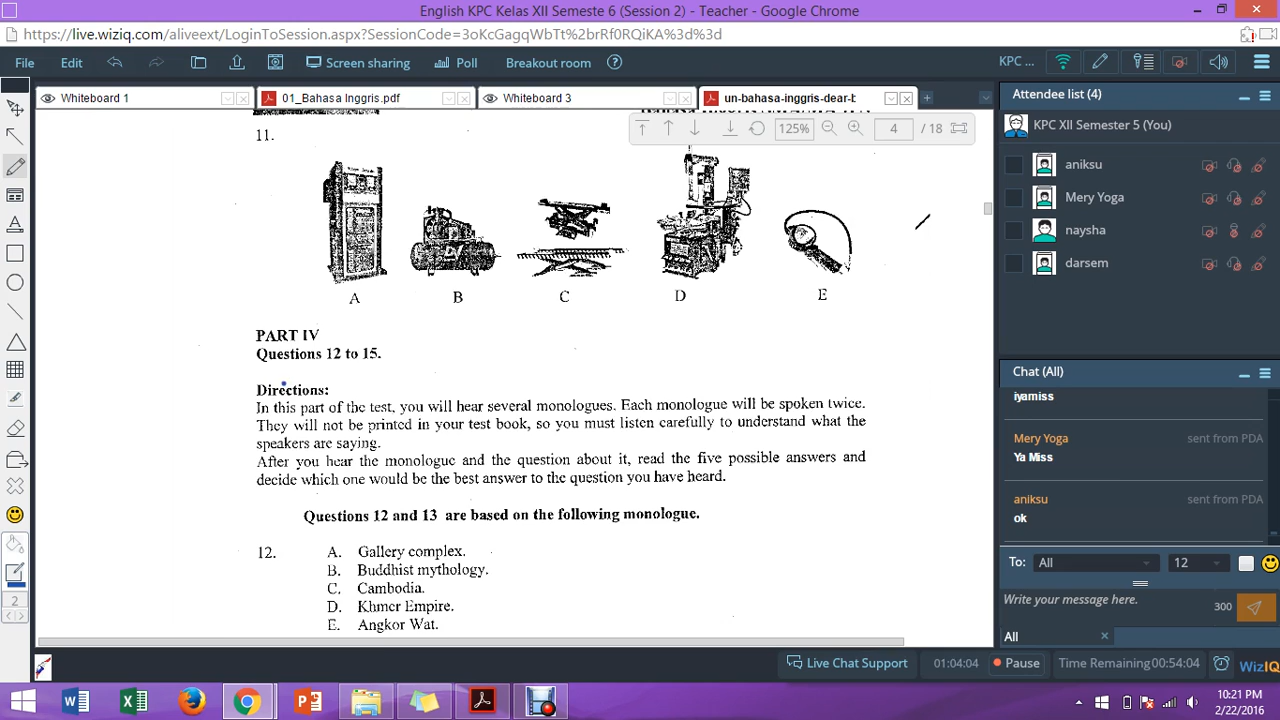 English KPC Kelas XII Semeste 6 (Session 2) - Teacher - Google Chrome
https://live.wiziq.com/aliveext/LoginToSession.aspx?SessionCode=3oKcGagqWbTt%2brRf0RQiKA%3d%3d
File Edit Screen sharing Poll Breakout room KPC ...
Whiteboard 1 01_Bahasa Inggris.pdf Whiteboard 3 un-bahasa-inggris-dear-b
125% 4 / 18
11.
A B C D E
PART IV
Questions 12 to 15.
Directions:
In this part of the test, you will hear several monologues. Each monologue will be spoken twice.
They will not be printed in your test book, so you must listen carefully to understand what the
speakers are saying.
After you hear the monologue and the question about it, read the five possible answers and
decide which one would be the best answer to the question you have heard.
Questions 12 and 13 are based on the following monologue.
12. A. Gallery complex.
B. Buddhist mythology.
C. Cambodia.
D. Khmer Empire.
E. Angkor Wat.
2
Attendee list (4)
KPC XII Semester 5 (You)
aniksu
Mery Yoga
naysha
darsem
Chat (All)
iyamiss
Mery Yoga sent from PDA
Ya Miss
aniksu sent from PDA
ok
To: All 12
Write your message here. 300
All
Live Chat Support 01:04:04 Pause Time Remaining 00:54:04 WizIQ
10:21 PM
2/22/2016